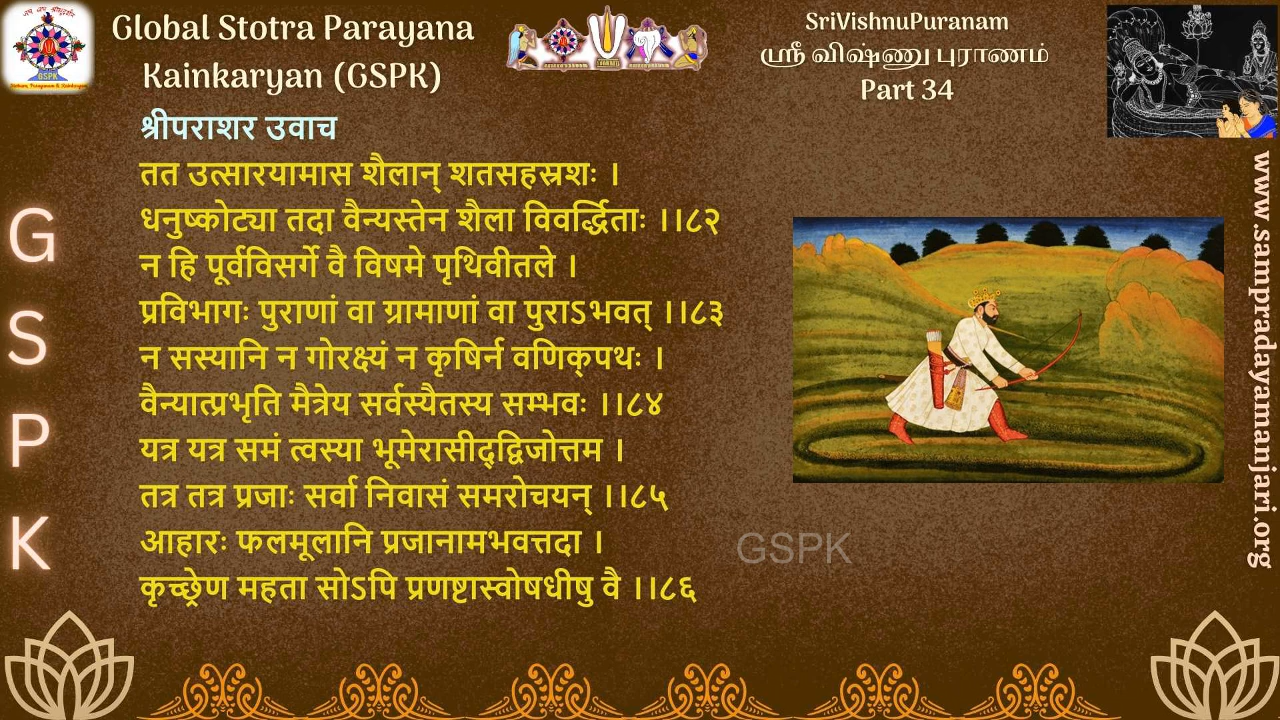 Global Stotra Parayana
Kainkaryan (GSPK)
SriVishnuPuranam
ஸ்ரீ விஷ்ணு புராணம்
Part 34
श्रीपराशर उवाच
तत उत्सारयामास शैलान् शतसहस्रशः ।
धनुष्कोट्या तदा वैन्यस्तेन शैला विवर्द्धिताः ।।८२
न हि पूर्वविसर्गे वै विषमे पृथिवीतले ।
प्रविभागः पुराणां वा ग्रामाणां वा पुराऽभवत् ।।८३
न सस्यानि न गोरक्ष्यं न कृषिर्न वणिक्पथः ।
वैन्यात्प्रभृति मैत्रेय सर्वस्यैतस्य सम्भवः ।।८४
यत्र यत्र समं त्वस्या भूमेरासीद्द्विजोत्तम ।
तत्र तत्र प्रजाः सर्वा निवासं समरोचयन् ।।८५
आहारः फलमूलानि प्रजानामभवत्तदा ।
कृच्छ्रेण महता सोऽपि प्रणष्टास्वोषधीषु वै ।।८६
G
S
P
K
GSPK
www.sampradayamanjari.org
GSPK